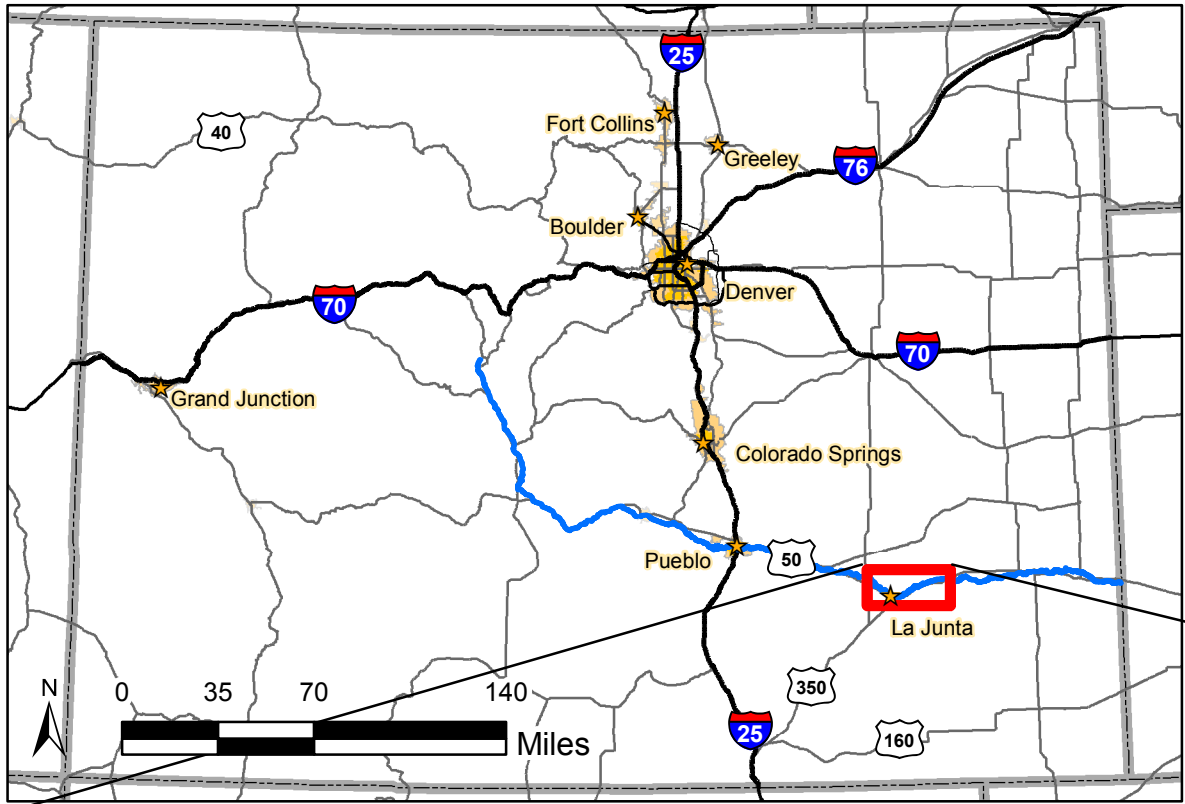 25
Fort Collins
40
Greeley
76
Boulder
Denver
70
70
Grand Junction
Colorado Springs
Pueblo
50
La Junta
N
0 35 70 140
350
25
160
Miles